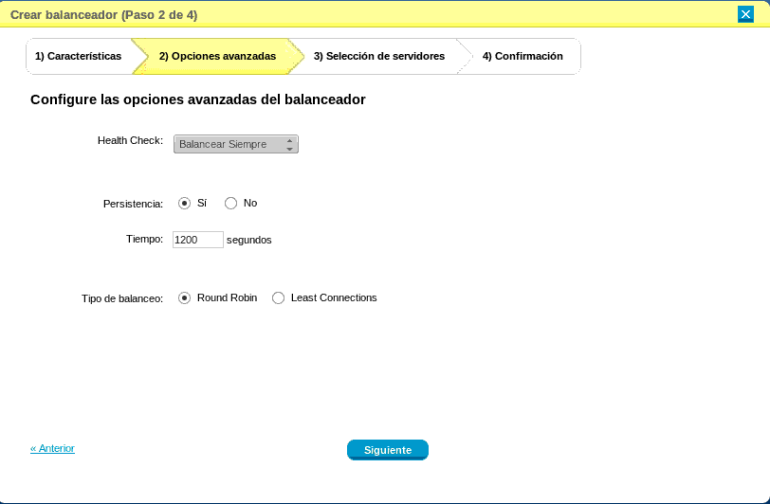 Crear balanceador (Paso 2 de 4)
1) Características 2) Opciones avanzadas 3) Selección de servidores 4) Confirmación
Configure las opciones avanzadas del balanceador
Health Check: Balancear Siempre
Persistencia: Sí No
Tiempo: 1200 segundos
Tipo de balanceo: Round Robin Least Connections
« Anterior Siguiente